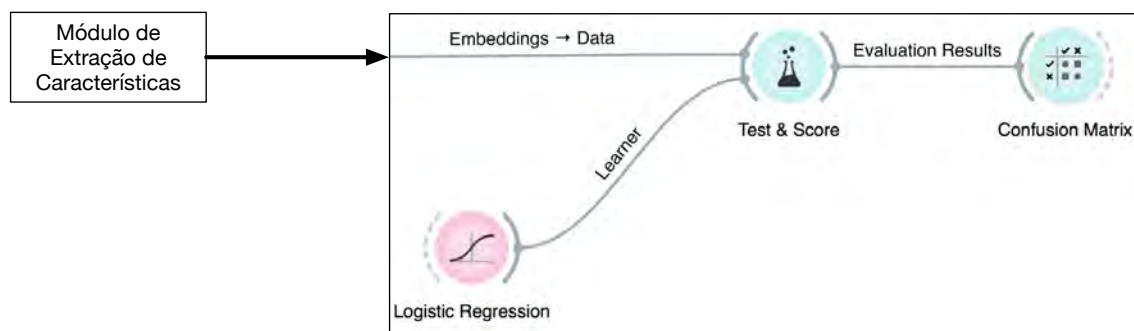 Módulo de
Extração de
Características
Embeddings → Data
Evaluation Results
Test & Score
Confusion Matrix
Learner
Logistic Regression